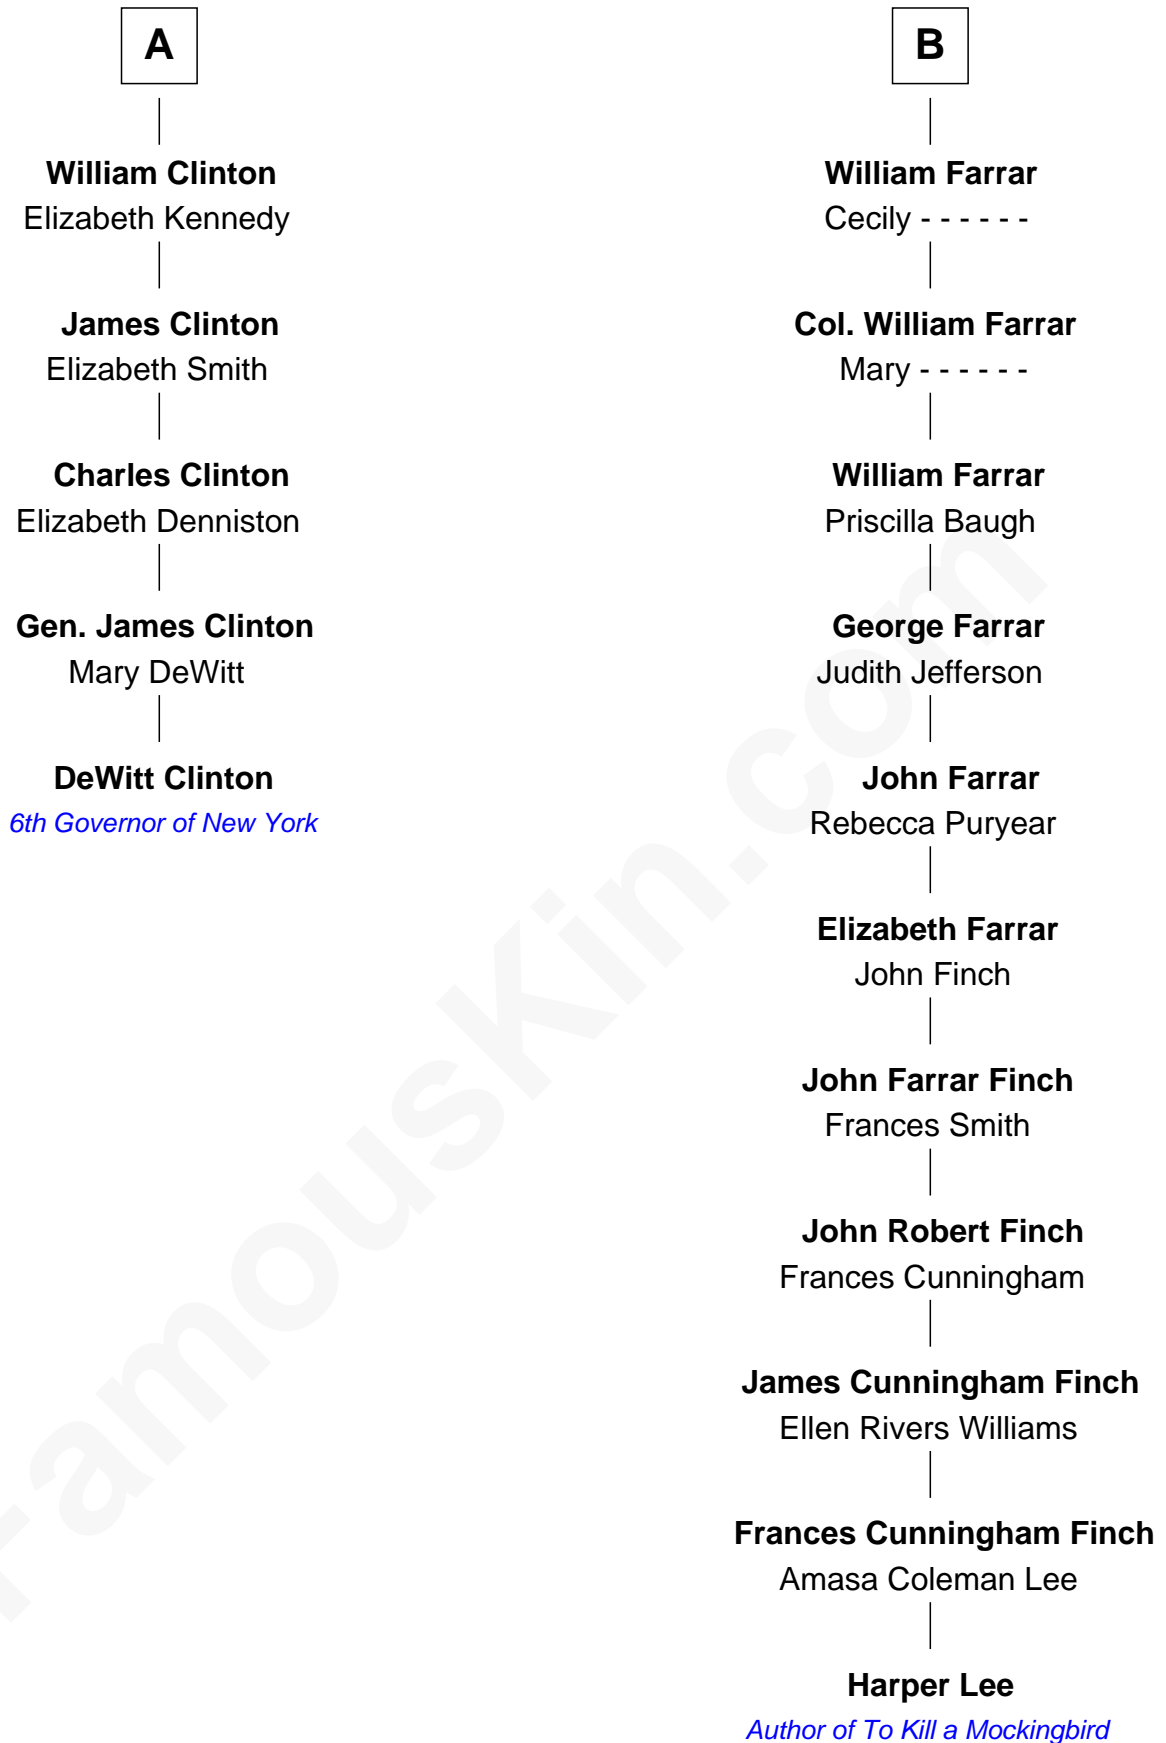 A
William Clinton
Elizabeth Kennedy
James Clinton
Elizabeth Smith
Charles Clinton
Elizabeth Denniston
Gen. James Clinton
Mary DeWitt
DeWitt Clinton
6th Governor of New York
B
William Farrar
Cecily - - - - - -
Col. William Farrar
Mary - - - - - -
William Farrar
Priscilla Baugh
George Farrar
Judith Jefferson
John Farrar
Rebecca Puryear
Elizabeth Farrar
John Finch
John Farrar Finch
Frances Smith
John Robert Finch
Frances Cunningham
James Cunningham Finch
Ellen Rivers Williams
Frances Cunningham Finch
Amasa Coleman Lee
Harper Lee
Author of To Kill a Mockingbird
FamousKin.com